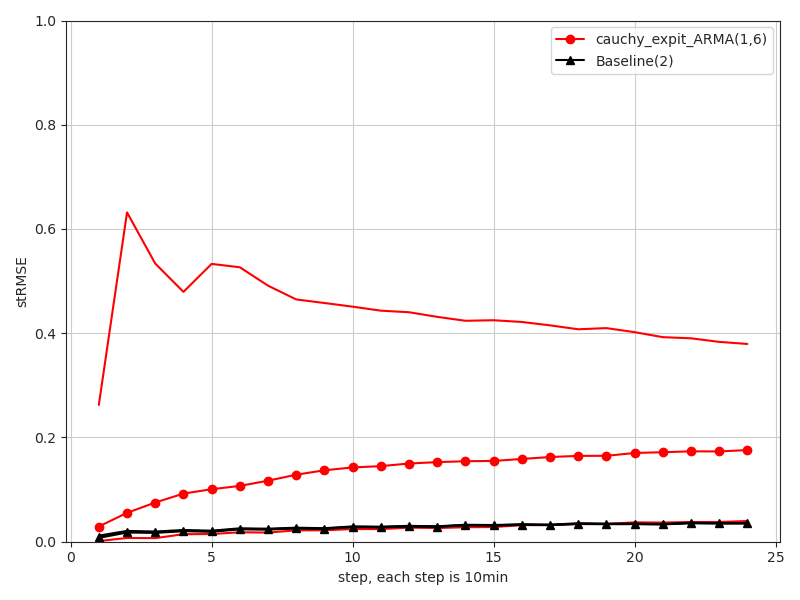 1.0
0.8
0.6
0.4
0.2
0.0
stRMSE
cauchy_expit_ARMA(1,6)
Baseline(2)
0 5 10 15 20 25
step, each step is 10min